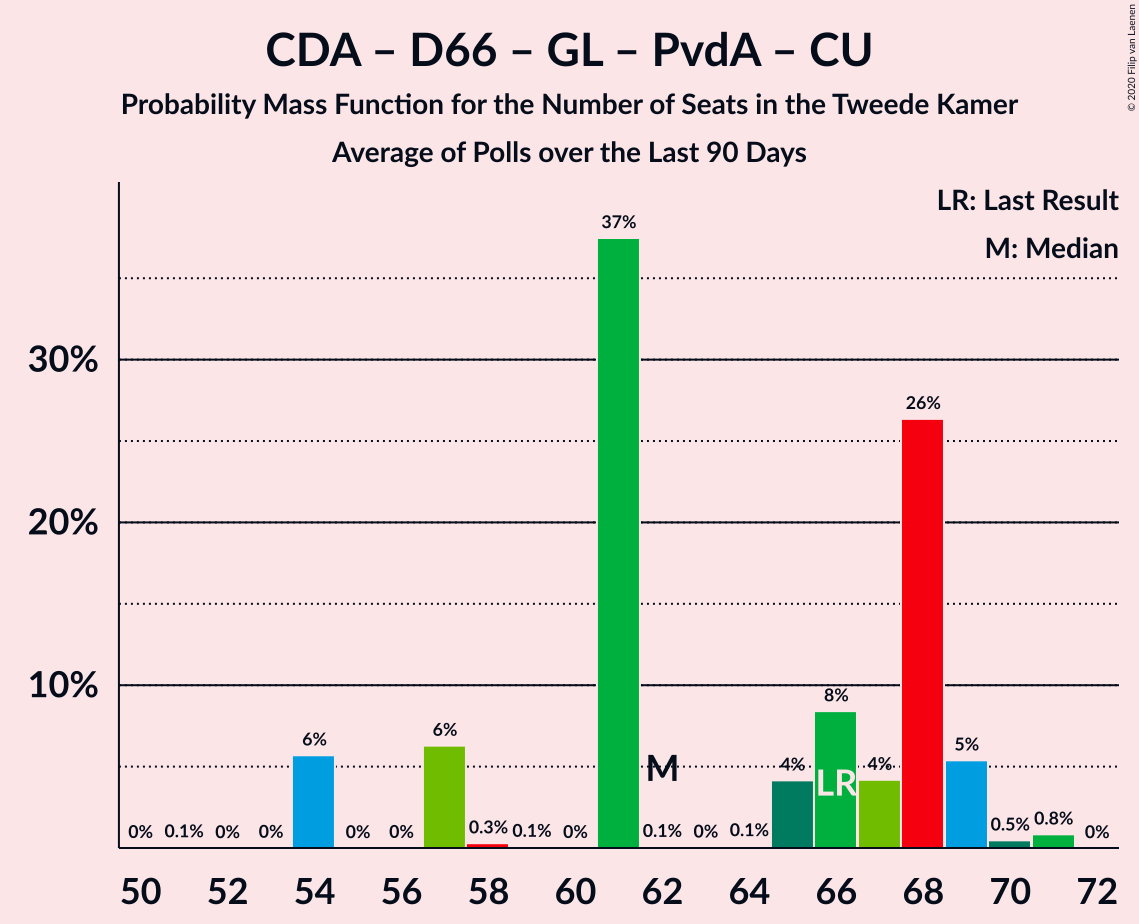 CDA – D66 – GL – PvdA – CU
Probability Mass Function for the Number of Seats in the Tweede Kamer
Average of Polls over the Last 90 Days
© 2020 Filip van Laenen
LR: Last Result
M: Median
30%
20%
10%
0% 0.1% 0% 0% 6% 0% 0% 6% 0.3% 0.1% 0% 37% 0.1% 0% 0.1% 4% 8% 4% 26% 5% 0.5% 0.8% 0%
M
LR
50 52 54 56 58 60 62 64 66 68 70 72